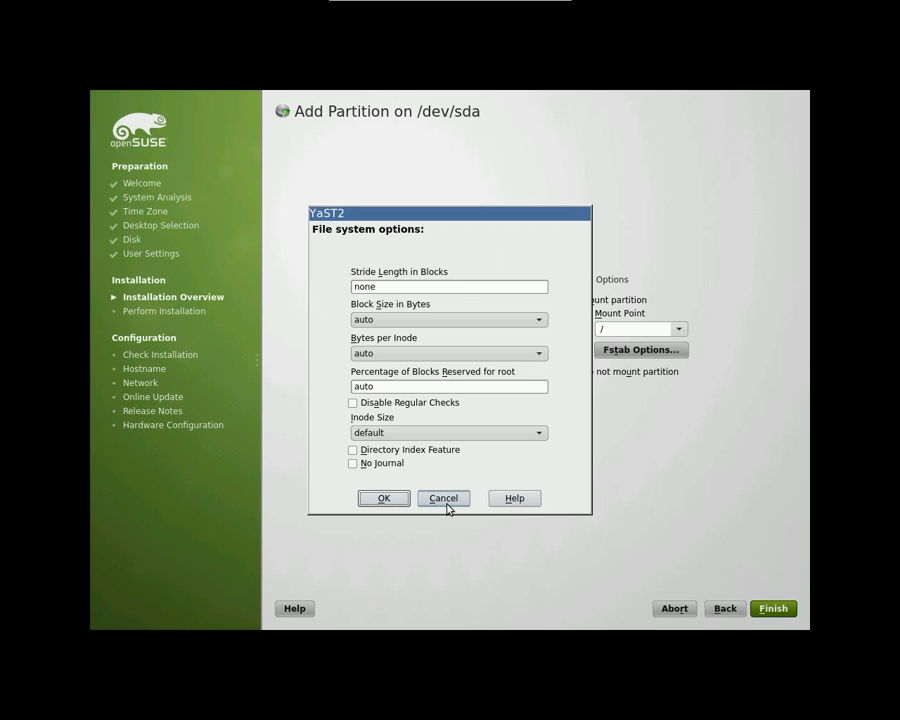 Add Partition on /dev/sda
openSUSE
Preparation
Welcome
System Analysis
Time Zone
Desktop Selection
Disk
User Settings
Installation
Installation Overview
Perform Installation
Configuration
Check Installation
Hostname
Network
Online Update
Release Notes
Hardware Configuration
YaST2
File system options:
Stride Length in Blocks
none
Block Size in Bytes
auto
Bytes per Inode
auto
Percentage of Blocks Reserved for root
auto
Disable Regular Checks
Inode Size
default
Directory Index Feature
No Journal
OK Cancel Help
Options
unt partition
Mount Point
/
Fstab Options...
not mount partition
Help Abort Back Finish